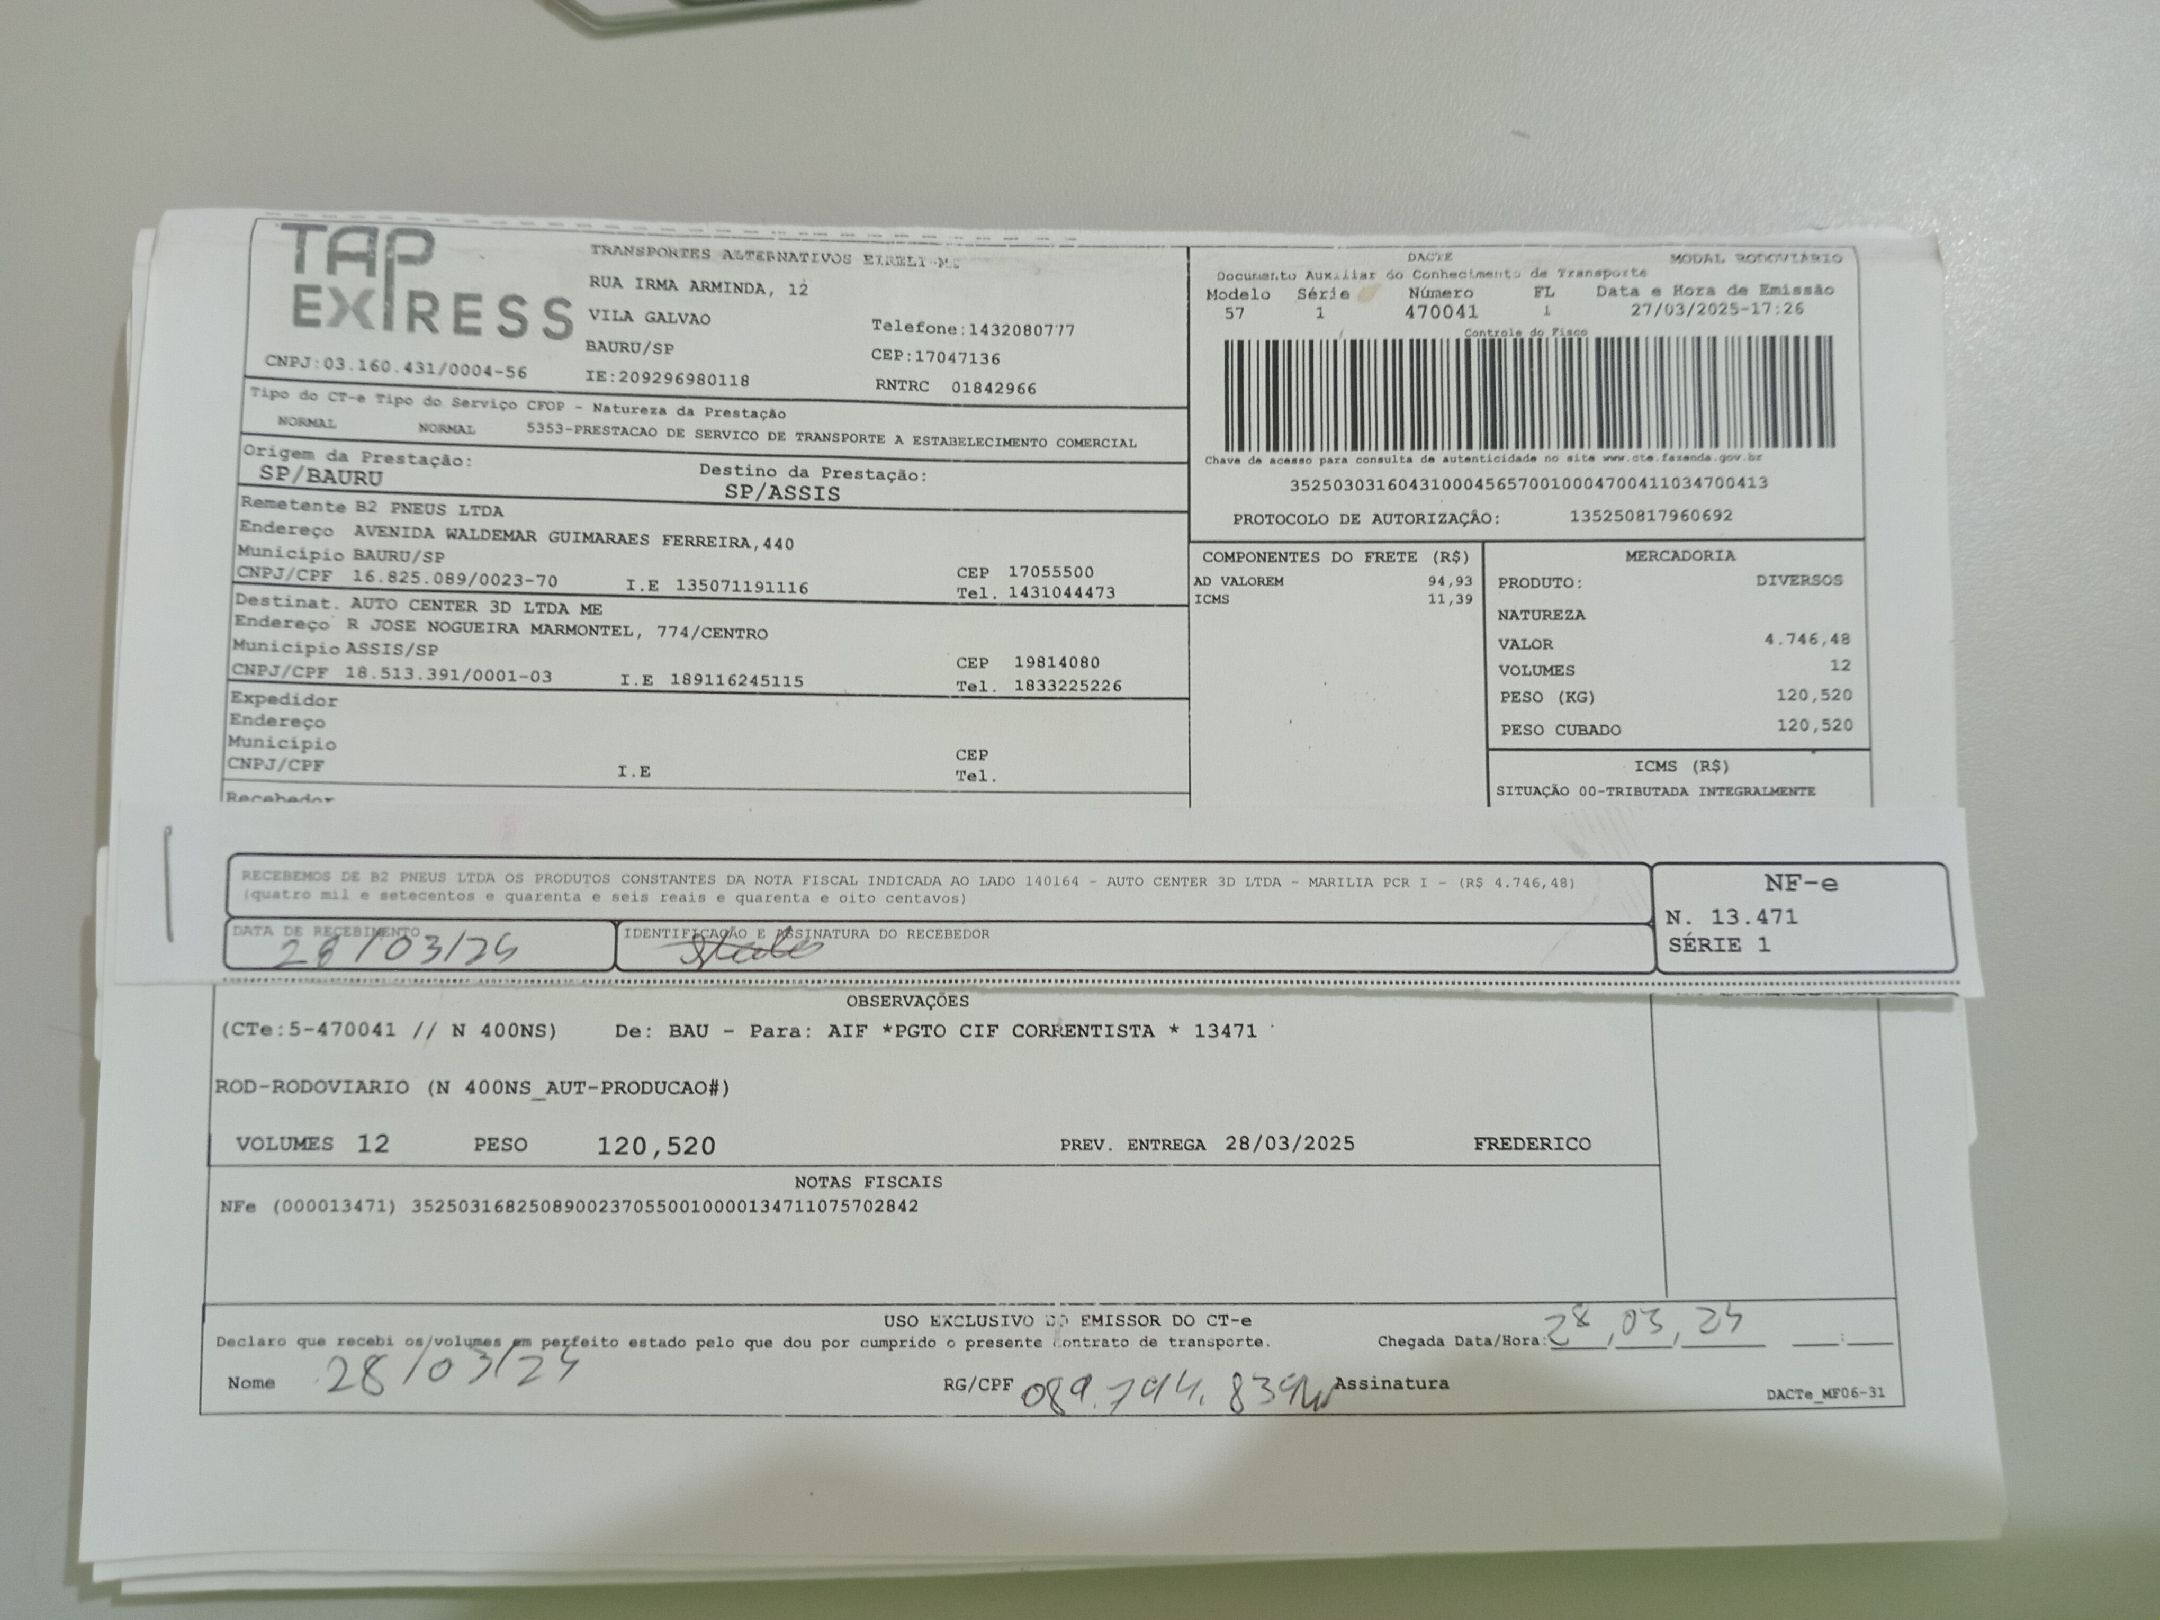 TAP EXPRESS
CNPJ:03.160.431/0004-56
TRANSPORTES ALTERNATIVOS EIRELI-ME
RUA IRMA ARMINDA, 12
VILA GALVAO
BAURU/SP
IE:209296980118
Telefone:1432080777
CEP:17047136
RNTRC 01842966
DACTE MODAL RODOVIÁRIO
Documento Auxiliar do Conhecimento de Transporte
Modelo Série Número FL Data e Hora de Emissão
57 1 470041 1 27/03/2025-17:26
Controle do Fisco
Chave de acesso para consulta de autenticidade no site www.cte.fazenda.gov.br
35250303160431000456570010004700411034700413
PROTOCOLO DE AUTORIZAÇÃO: 135250817960692
Tipo do CT-e Tipo do Serviço CFOP - Natureza da Prestação
NORMAL NORMAL 5353-PRESTACAO DE SERVICO DE TRANSPORTE A ESTABELECIMENTO COMERCIAL
Origem da Prestação: Destino da Prestação:
SP/BAURU SP/ASSIS
Remetente B2 PNEUS LTDA
Endereço AVENIDA WALDEMAR GUIMARAES FERREIRA,440
Município BAURU/SP CEP 17055500
CNPJ/CPF 16.825.089/0023-70 I.E 135071191116 Tel. 1431044473
Destinat. AUTO CENTER 3D LTDA ME
Endereço R JOSE NOGUEIRA MARMONTEL, 774/CENTRO
Município ASSIS/SP CEP 19814080
CNPJ/CPF 18.513.391/0001-03 I.E 189116245115 Tel. 1833225226
Expedidor
Endereço
Município CEP
CNPJ/CPF I.E Tel.
Recebedor
COMPONENTES DO FRETE (R$)
AD VALOREM 94,93
ICMS 11,39
MERCADORIA
PRODUTO: DIVERSOS
NATUREZA
VALOR 4.746,48
VOLUMES 12
PESO (KG) 120,520
PESO CUBADO 120,520
ICMS (R$)
SITUAÇÃO 00-TRIBUTADA INTEGRALMENTE
RECEBEMOS DE B2 PNEUS LTDA OS PRODUTOS CONSTANTES DA NOTA FISCAL INDICADA AO LADO 140164 - AUTO CENTER 3D LTDA - MARILIA PCR I - (R$ 4.746,48)
(quatro mil e setecentos e quarenta e seis reais e quarenta e oito centavos)
DATA DE RECEBIMENTO IDENTIFICAÇÃO E ASSINATURA DO RECEBEDOR
28/03/25
NF-e
N. 13.471
SÉRIE 1
OBSERVAÇÕES
(CTe:5-470041 // N 400NS) De: BAU - Para: AIF *PGTO CIF CORRENTISTA * 13471
ROD-RODOVIARIO (N 400NS_AUT-PRODUCAO#)
VOLUMES 12 PESO 120,520 PREV. ENTREGA 28/03/2025 FREDERICO
NOTAS FISCAIS
NFe (000013471) 35250316825089002370550010000134711075702842
USO EXCLUSIVO DO EMISSOR DO CT-e
Declaro que recebi os volumes em perfeito estado pelo que dou por cumprido o presente contrato de transporte. Chegada Data/Hora: 28,03,25 :
Nome 28/03/25 RG/CPF Assinatura DACTe_MF06-31